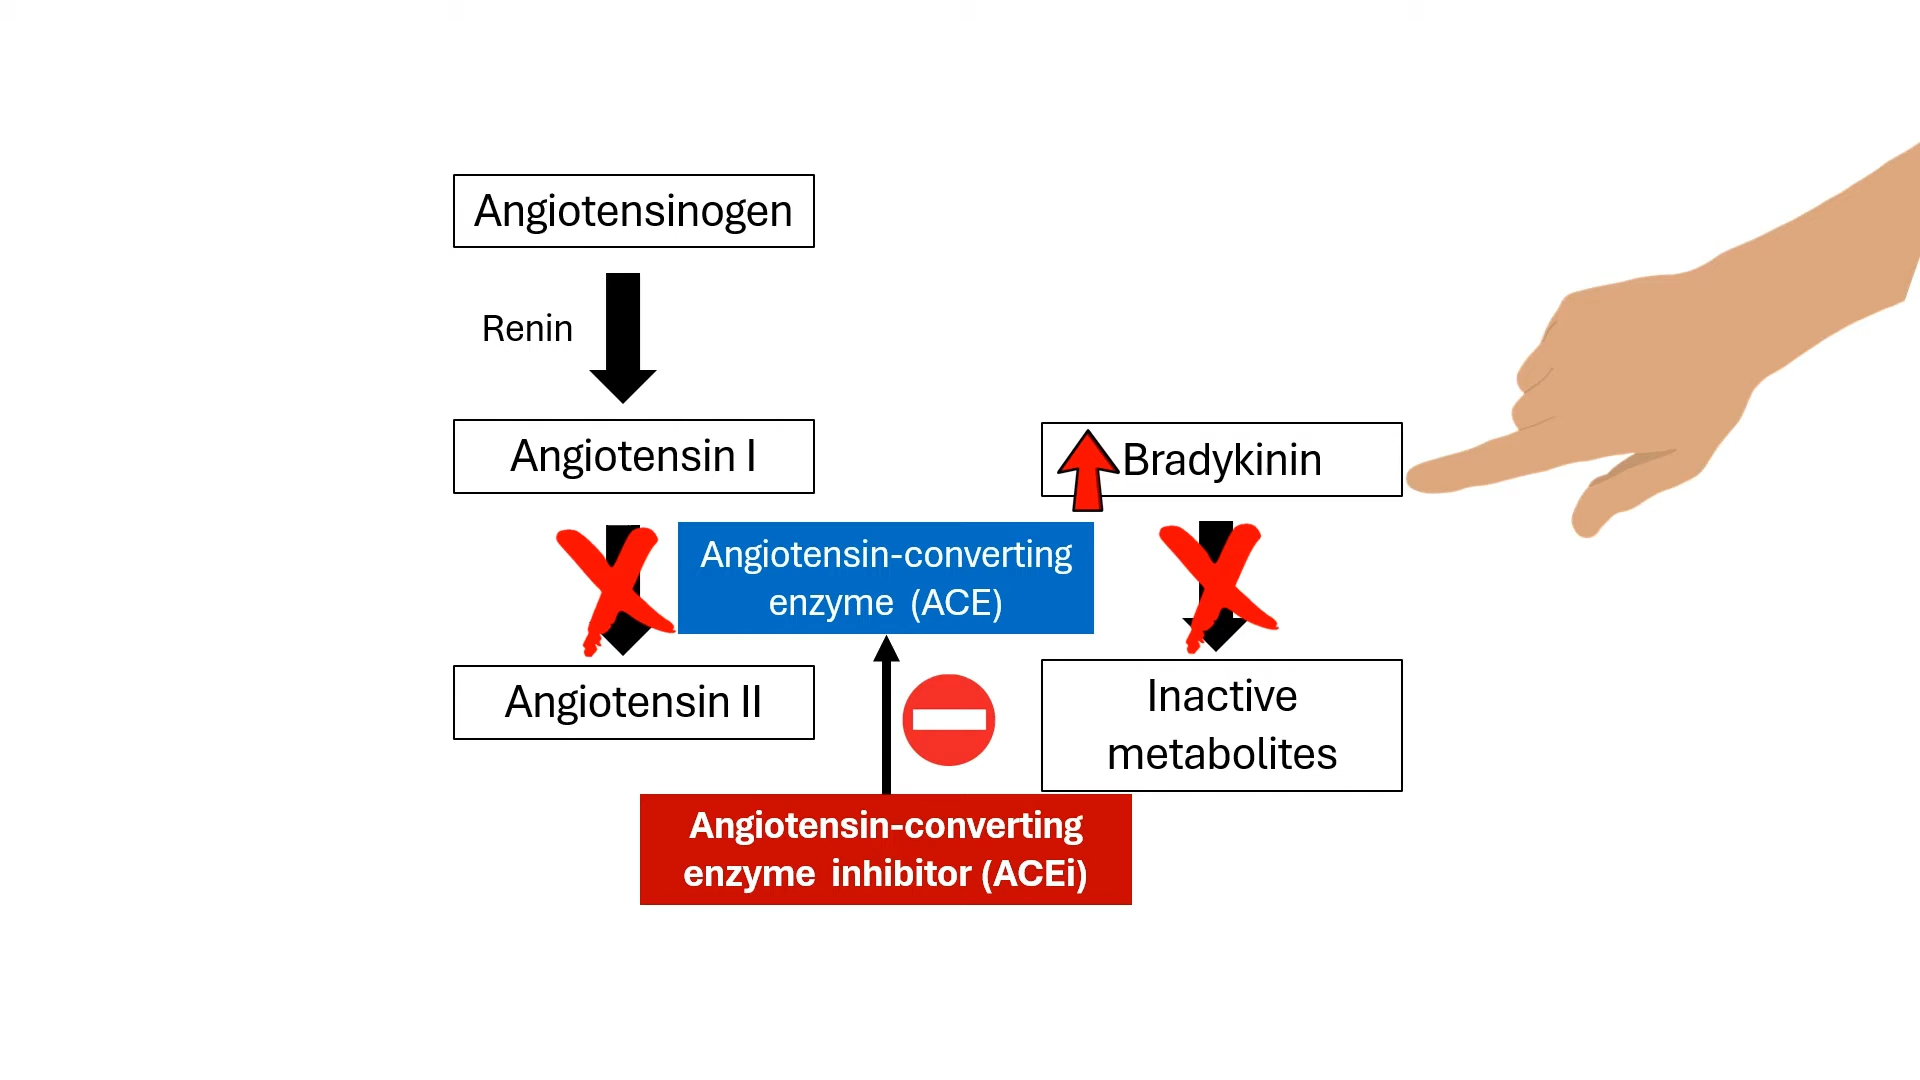 Angiotensinogen
Renin
Angiotensin I
Bradykinin
Angiotensin-converting
enzyme (ACE)
Angiotensin II
Inactive
metabolites
Angiotensin-converting
enzyme inhibitor (ACEi)